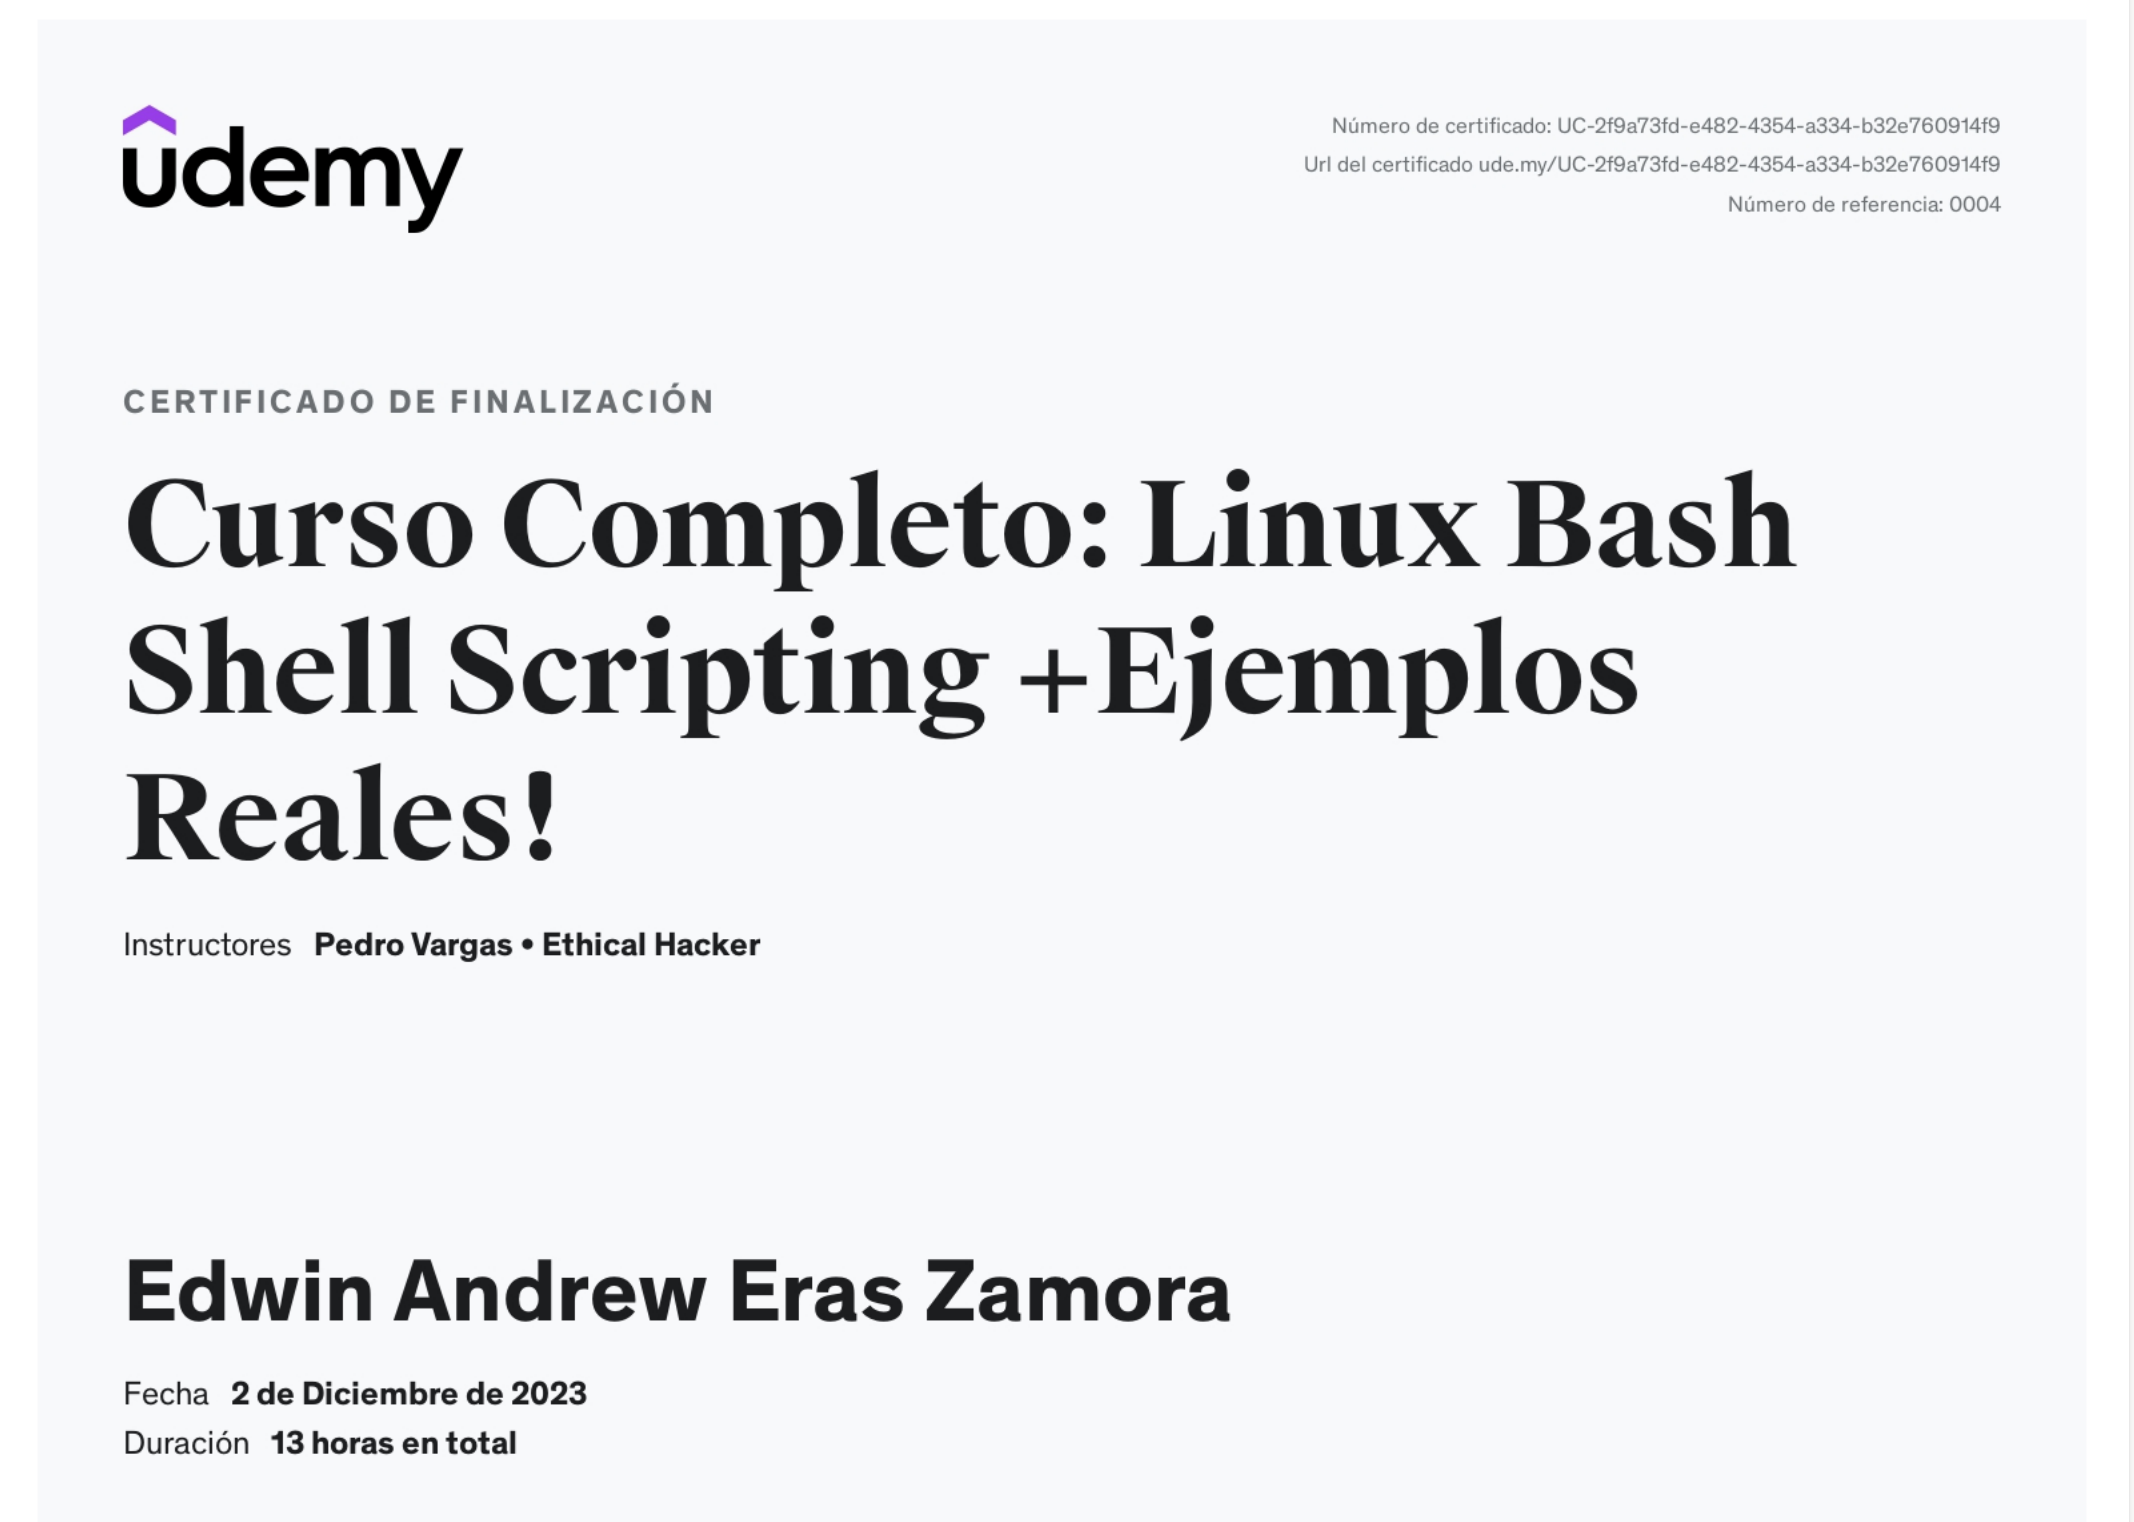 udemy
Número de certificado: UC-2f9a73fd-e482-4354-a334-b32e760914f9
Url del certificado ude.my/UC-2f9a73fd-e482-4354-a334-b32e760914f9
Número de referencia: 0004
CERTIFICADO DE FINALIZACIÓN
Curso Completo: Linux Bash
Shell Scripting +Ejemplos
Reales!
Instructores Pedro Vargas • Ethical Hacker
Edwin Andrew Eras Zamora
Fecha 2 de Diciembre de 2023
Duración 13 horas en total